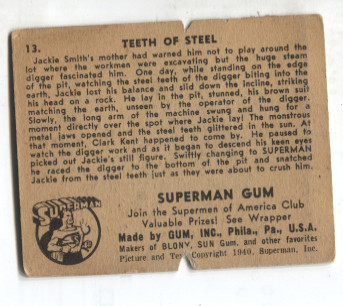 13. TEETH OF STEEL
Jackie Smith's mother had warned him not to play around the
lot where the workmen were excavating but the huge steam
digger fascinated him. One day, while standing on the edge
of the pit, watching the steel teeth of the digger biting into the
earth, Jackie lost his balance and slid down the incline, striking
his head on a rock. He lay in the pit, stunned, his brown suit
matching the earth, unseen by the operator of the digger.
Slowly, the long arm of the machine swung and hung for a
moment directly over the spot where Jackie lay! The monstrous
metal jaws opened and the steel teeth glittered in the sun. At
that moment, Clark Kent happened to come by. He paused to
watch the digger work and as it began to descend his keen eyes
picked out Jackie's still figure. Swiftly changing to SUPERMAN
he raced the digger to the bottom of the pit and snatched
Jackie from the steel teeth just as they were about to crush him.
SUPERMAN
SUPERMAN GUM
Join the Supermen of America Club
Valuable Prizes! See Wrapper
Made by GUM, INC., Phila., Pa., U.S.A.
Makers of BLONY, SUN Gum, and other favorites
Picture and Text Copyright 1940, Superman, Inc.